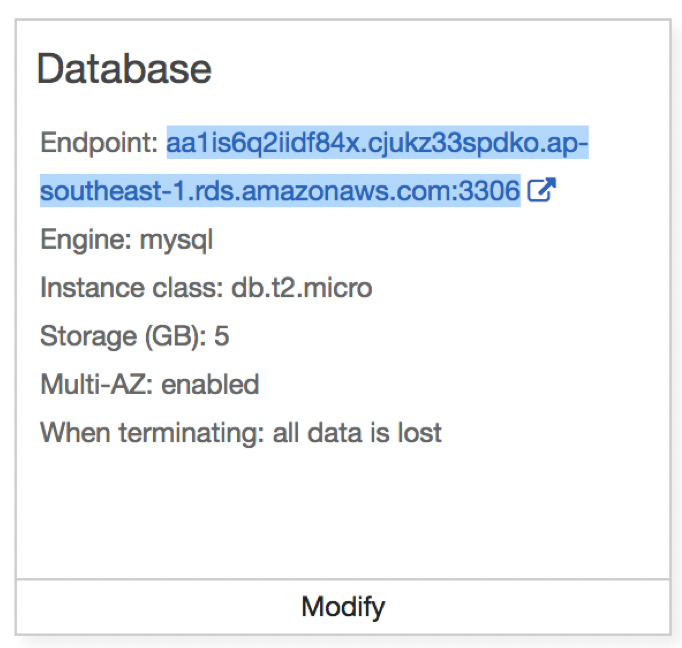 Database
Endpoint: aa1is6q2iidf84x.cjukz33spdko.ap-
southeast-1.rds.amazonaws.com:3306
Engine: mysql
Instance class: db.t2.micro
Storage (GB): 5
Multi-AZ: enabled
When terminating: all data is lost
Modify